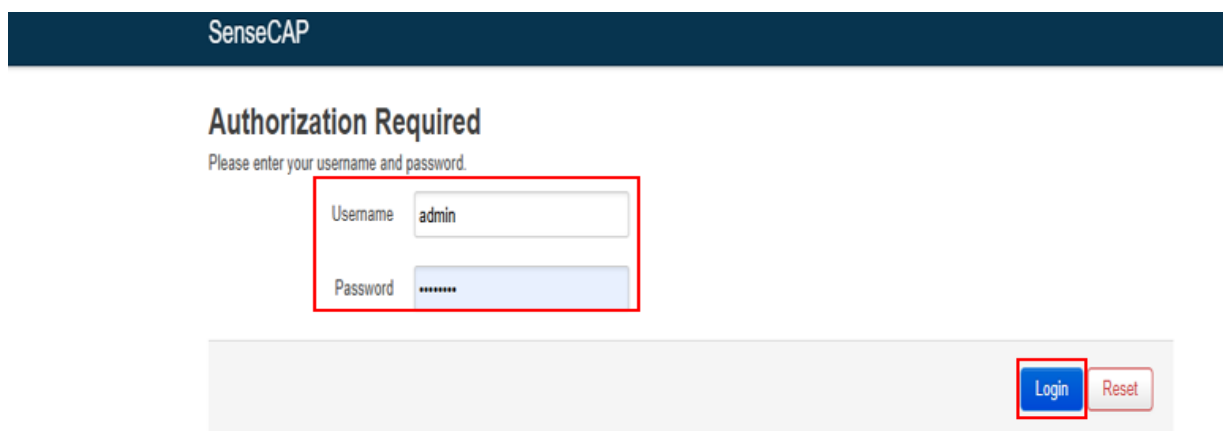 SenseCAP
Authorization Required
Please enter your username and password.
Username admin
Password ••••••••
Login Reset